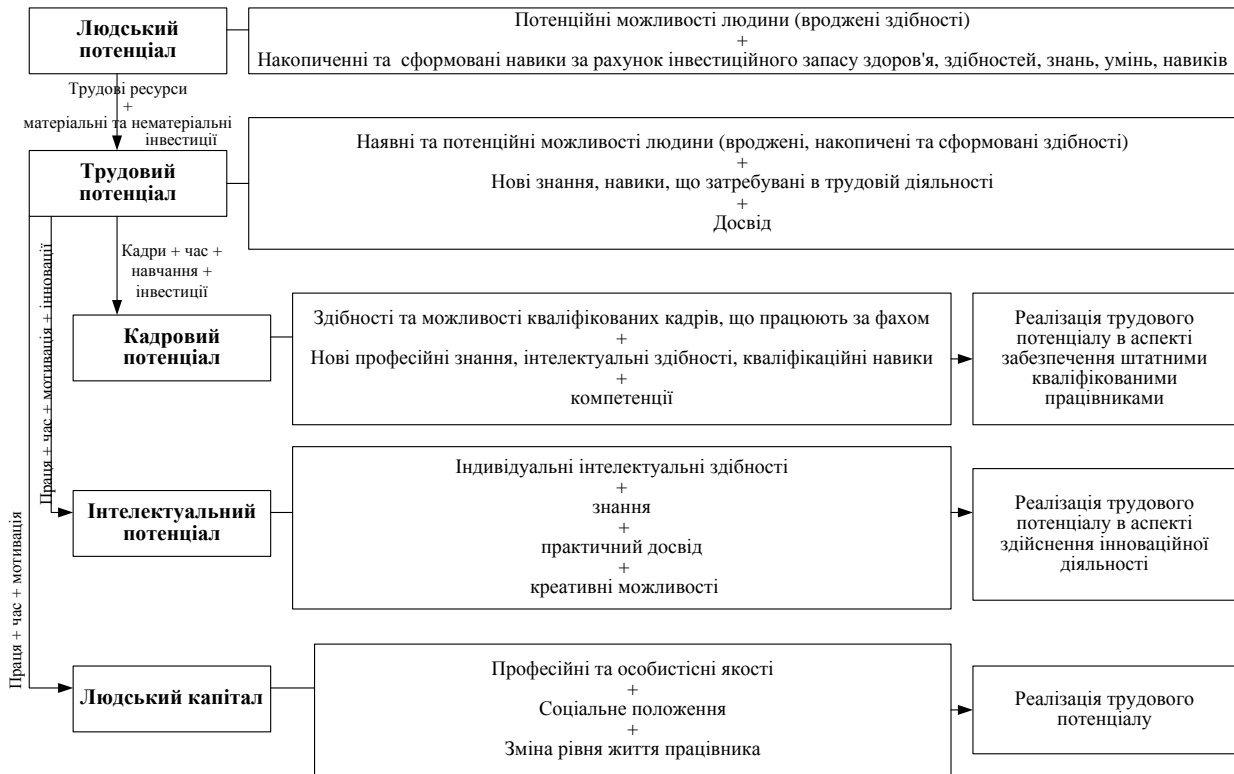 Людський
потенціал
Потенційні можливості людини (вроджені здібності)
+
Накопиченні та сформовані навики за рахунок інвестиційного запасу здоров'я, здібностей, знань, умінь, навиків
Трудові ресурси
+
матеріальні та нематеріальні
інвестиції
Трудовий
потенціал
Наявні та потенційні можливості людини (вроджені, накопичені та сформовані здібності)
+
Нові знання, навики, що затребувані в трудовій діяльності
+
Досвід
Кадри + час +
навчання +
інвестиції
Праця + час + мотивація + інновації
Праця + час + мотивація
Кадровий
потенціал
Здібності та можливості кваліфікованих кадрів, що працюють за фахом
+
Нові професійні знання, інтелектуальні здібності, кваліфікаційні навики
+
компетенції
Реалізація трудового
потенціалу в аспекті
забезпечення штатними
кваліфікованими
працівниками
Інтелектуальний
потенціал
Індивідуальні інтелектуальні здібності
+
знання
+
практичний досвід
+
креативні можливості
Реалізація трудового
потенціалу в аспекті
здійснення інноваційної
діяльності
Людський капітал
Професійні та особистісні якості
+
Соціальне положення
+
Зміна рівня життя працівника
Реалізація трудового
потенціалу